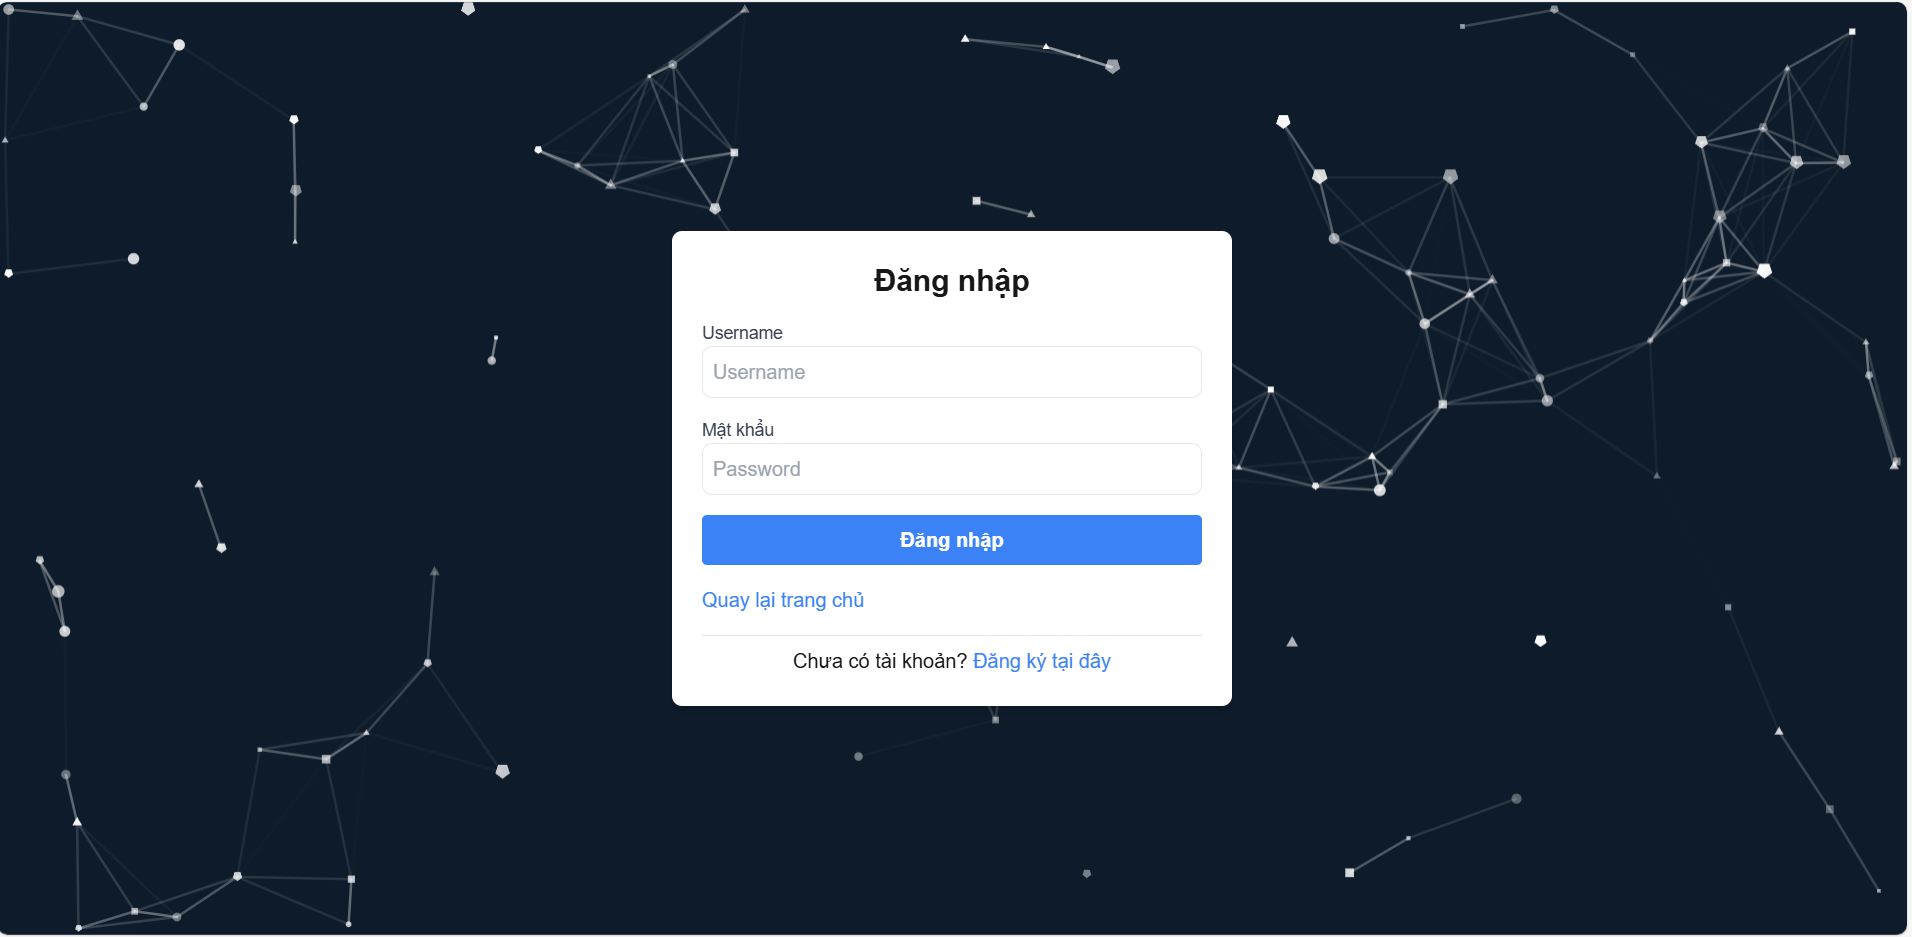 Đăng nhập
Username
Username
Mật khẩu
Password
Đăng nhập
Quay lại trang chủ
Chưa có tài khoản? Đăng ký tại đây